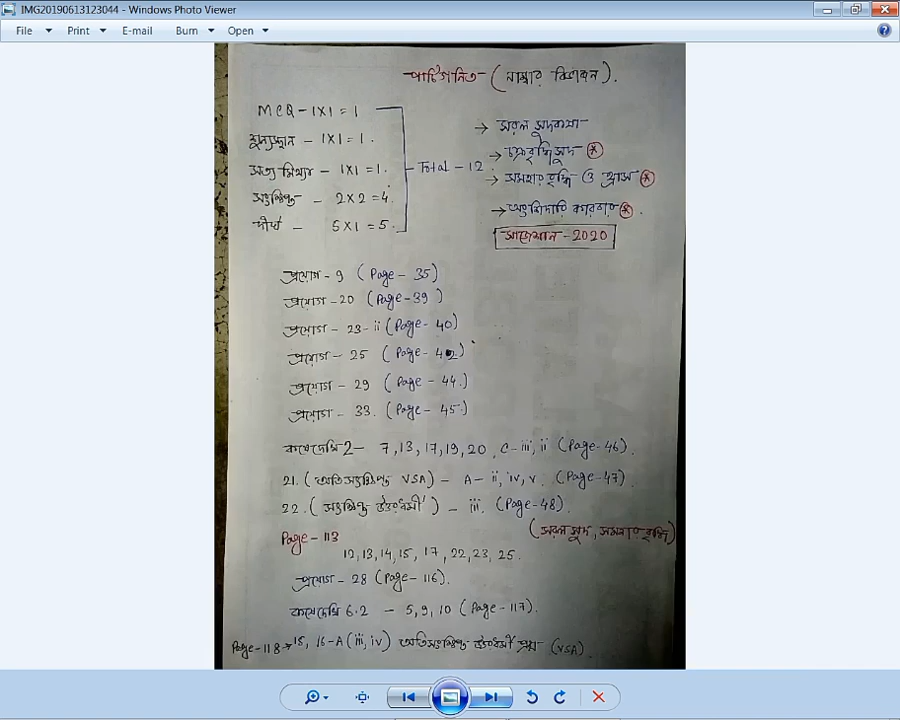 IMG20190613123044 - Windows Photo Viewer
File Print E-mail Burn Open
পাটিগনিত (নাম্বার বিভাজন).
MCQ - 1X1 = 1
শূন্যস্থান - 1X1 = 1.
সত্য মিথ্যা - 1X1 = 1.
সংক্ষিপ্ত - 2X2 = 4.
দীর্ঘ - 5X1 = 5.
Total - 12
→ সরল সুদকষা
→ চক্রবৃদ্ধি সুদ
→ সমহার বৃদ্ধি ও হ্রাস
→ অংশীদারি কারবার
সাজেশান - 2020
প্রয়োগ - 9 (Page - 35)
প্রয়োগ - 20 (Page - 39)
প্রয়োগ - 23 - ii (Page - 40)
প্রয়োগ - 25 (Page - 42)
প্রয়োগ - 29 (Page - 44.)
প্রয়োগ - 33. (Page - 45.)
কষে দেখি 2 - 7, 13, 17, 19, 20, C - iii, ii (Page - 46).
21. (অতিসংক্ষিপ্ত VSA) - A - ii, iv, v. (Page - 47)
22. (সংক্ষিপ্ত উত্তরধর্মী) - iii. (Page - 48).
Page - 113 (সরল সুদ, সমহার বৃদ্ধি)
12, 13, 14, 15, 17, 22, 23, 25.
প্রয়োগ - 28 (Page - 116).
কষে দেখি 6.2 - 5, 9, 10 (Page - 117).
Page - 118 → 15, 16 - A (iii, iv) অতিসংক্ষিপ্ত উত্তরধর্মী প্রশ্ন (VSA)